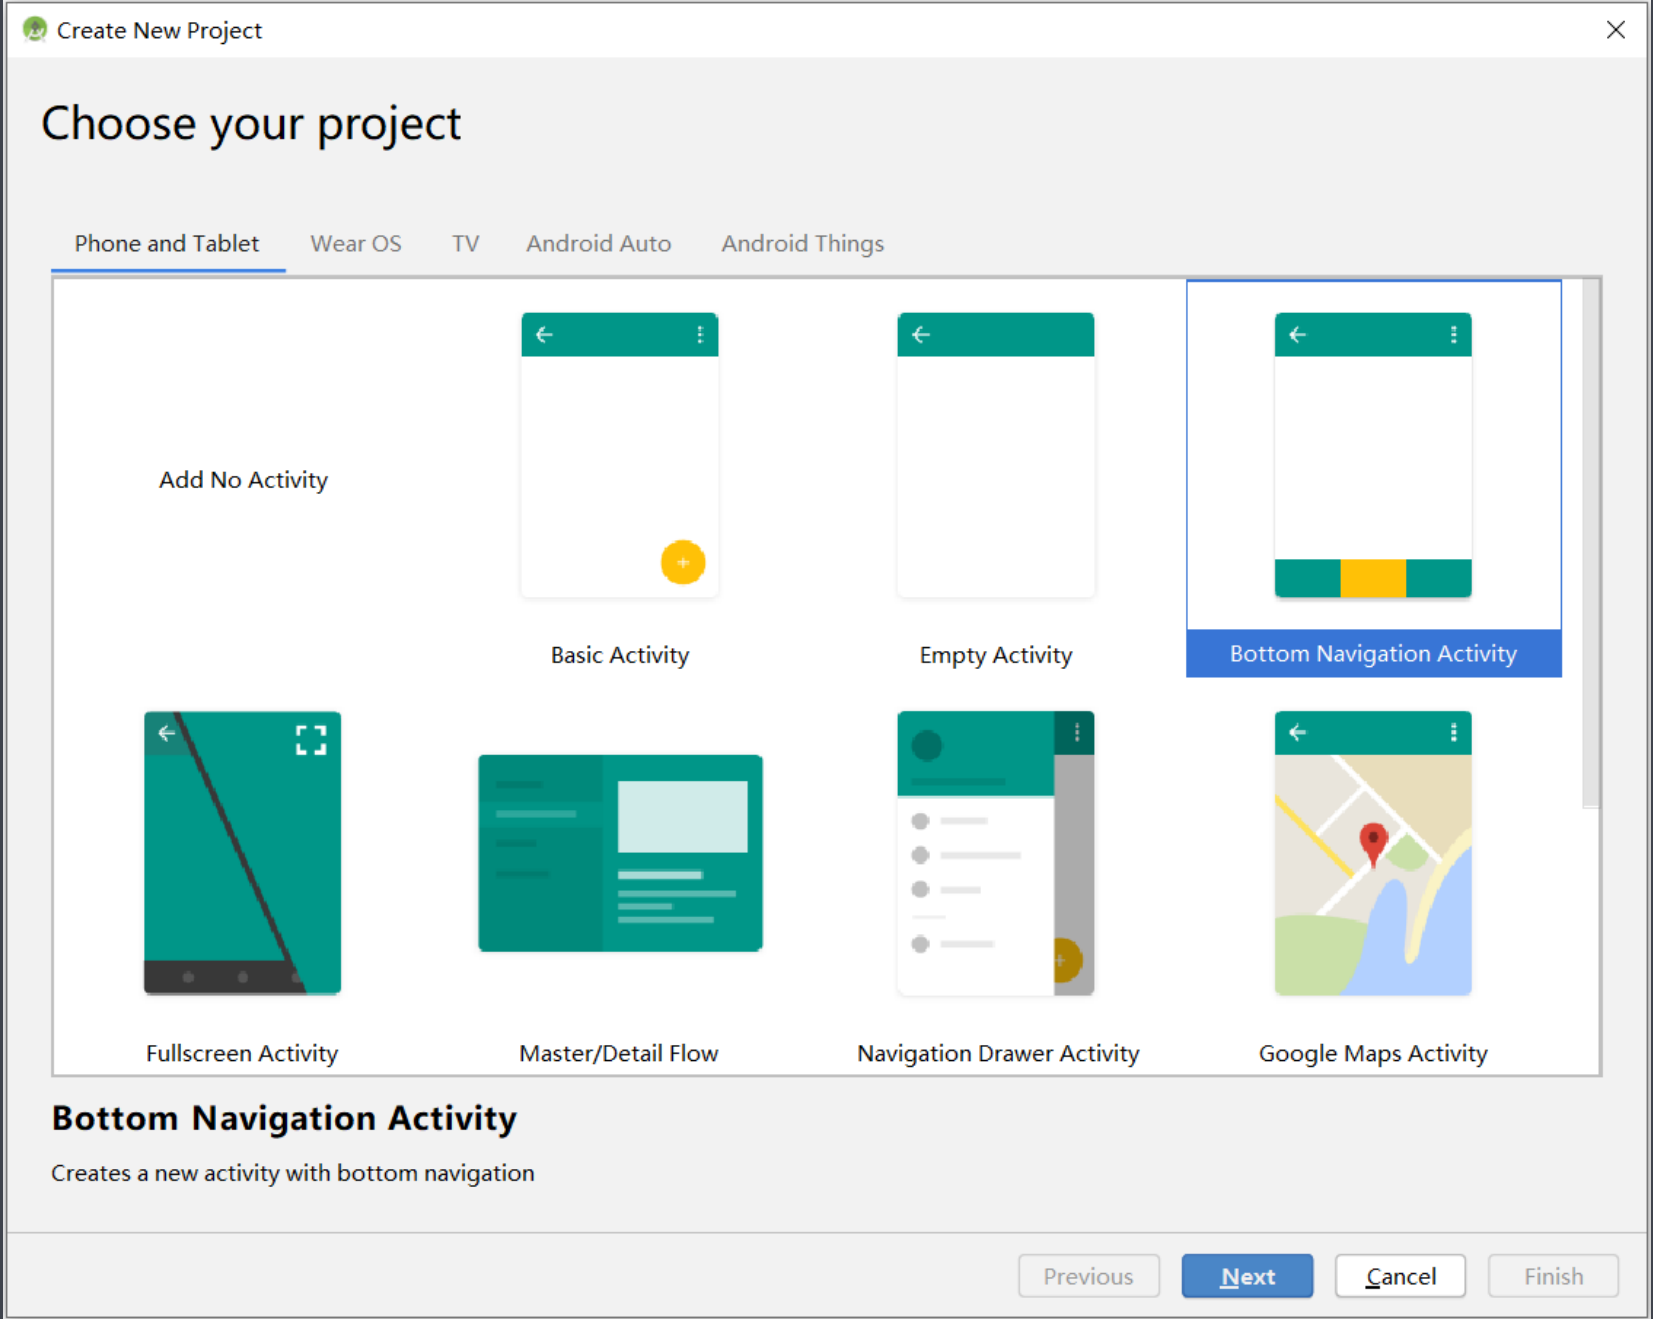 Create New Project
Choose your project
Phone and Tablet Wear OS TV Android Auto Android Things
Add No Activity
Basic Activity
Empty Activity
Bottom Navigation Activity
Fullscreen Activity
Master/Detail Flow
Navigation Drawer Activity
Google Maps Activity
Bottom Navigation Activity
Creates a new activity with bottom navigation
Previous Next Cancel Finish